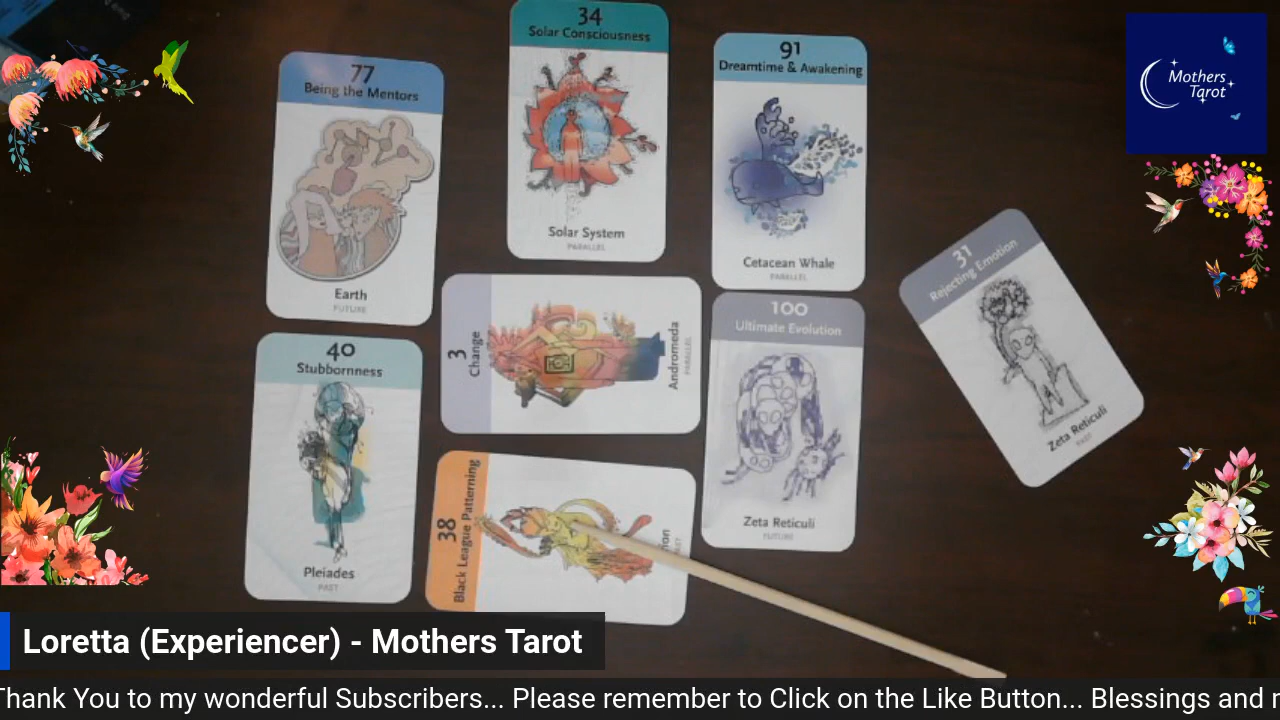 77
Being the Mentors
Earth
FUTURE
34
Solar Consciousness
Solar System
PARALLEL
91
Dreamtime & Awakening
Cetacean Whale
PARALLEL
Mothers
Tarot
31
Rejecting Emotion
Zeta Reticuli
PAST
40
Stubbornness
Pleiades
PAST
3
Change
Andromeda
PARALLEL
100
Ultimate Evolution
Zeta Reticuli
FUTURE
38
Black League Patterning
Loretta (Experiencer) - Mothers Tarot
Thank You to my wonderful Subscribers... Please remember to Click on the Like Button... Blessings and